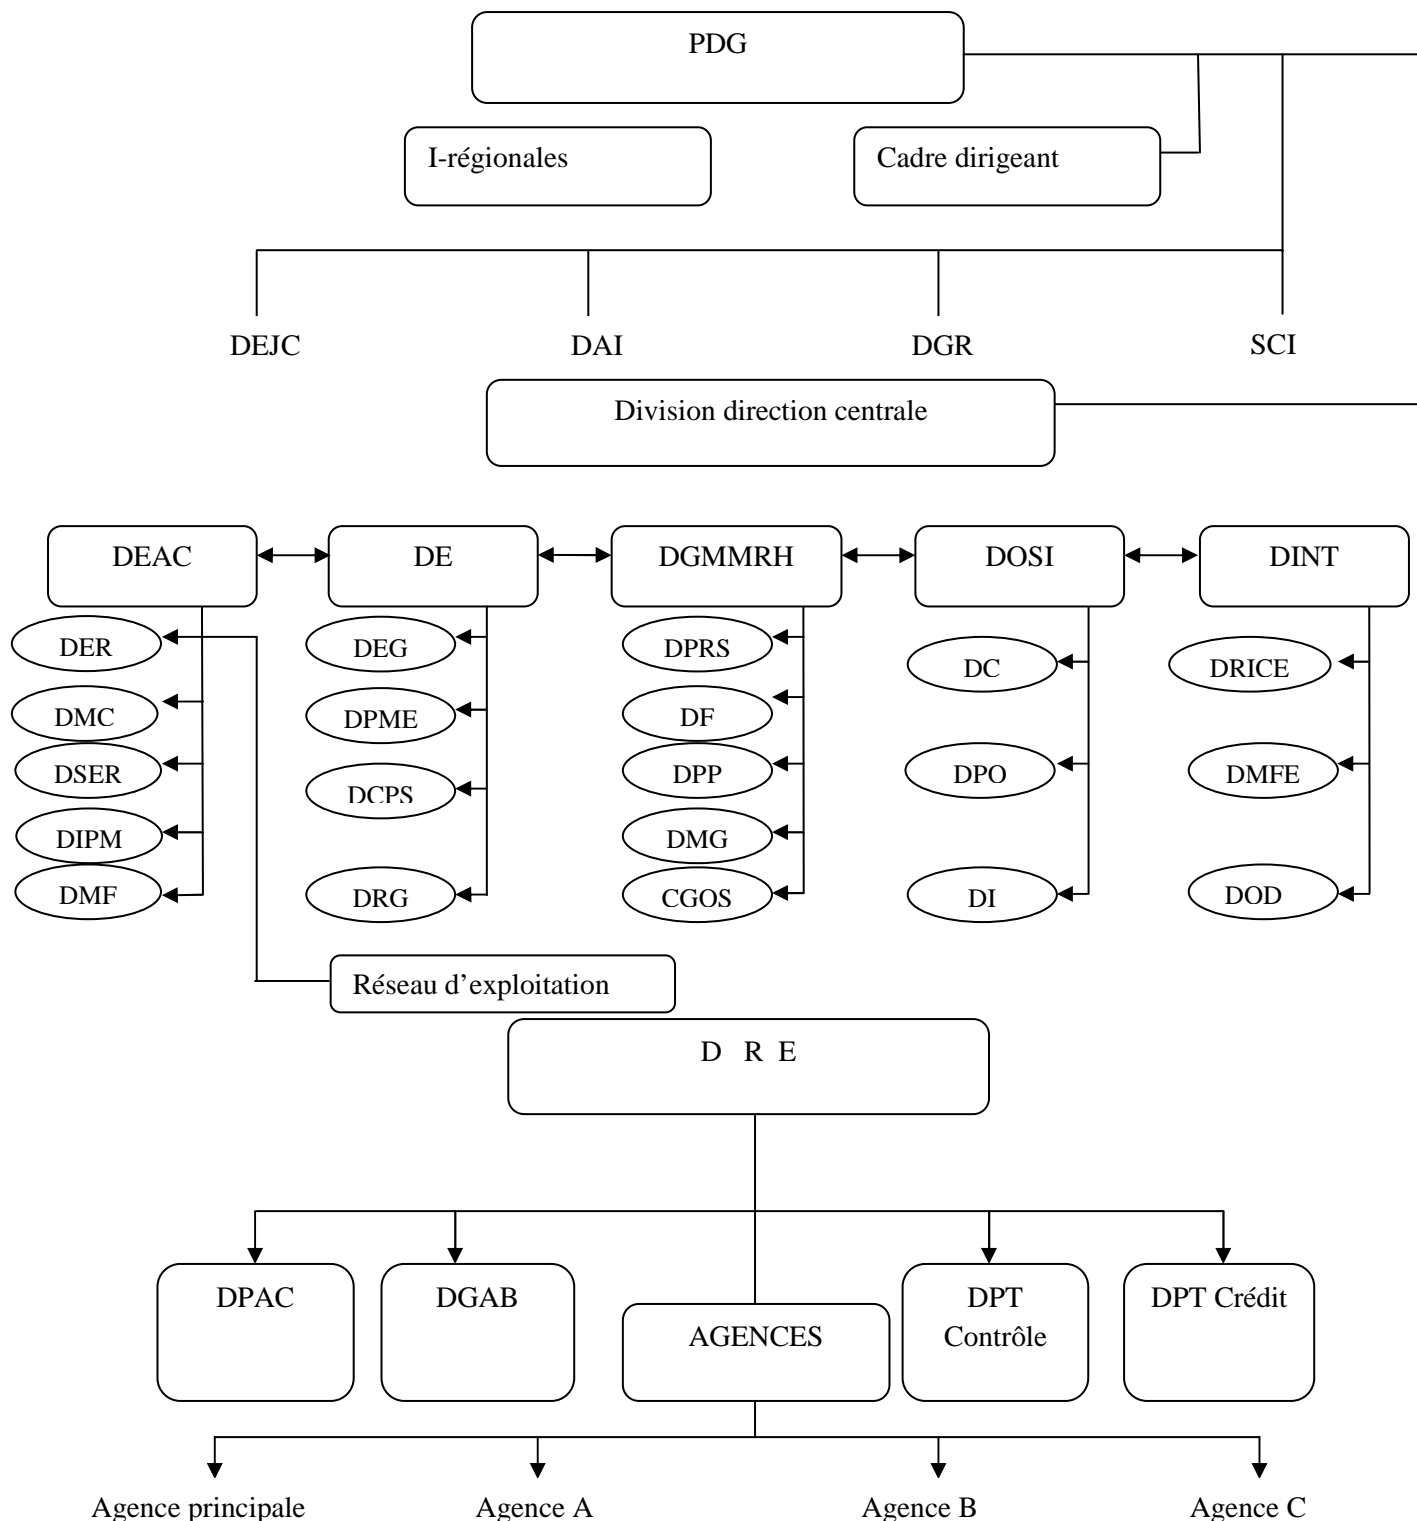 PDG
I-régionales
Cadre dirigeant
DEJC
DAI
DGR
SCI
Division direction centrale
DEAC
DE
DGMMRH
DOSI
DINT
DER
DEG
DPRS
DC
DRICE
DMC
DPME
DF
DSER
DCPS
DPP
DPO
DMFE
DIPM
DMG
DMF
DRG
CGOS
DI
DOD
Réseau d’exploitation
D R E
DPAC
DGAB
AGENCES
DPT
Contrôle
DPT Crédit
Agence principale
Agence A
Agence B
Agence C